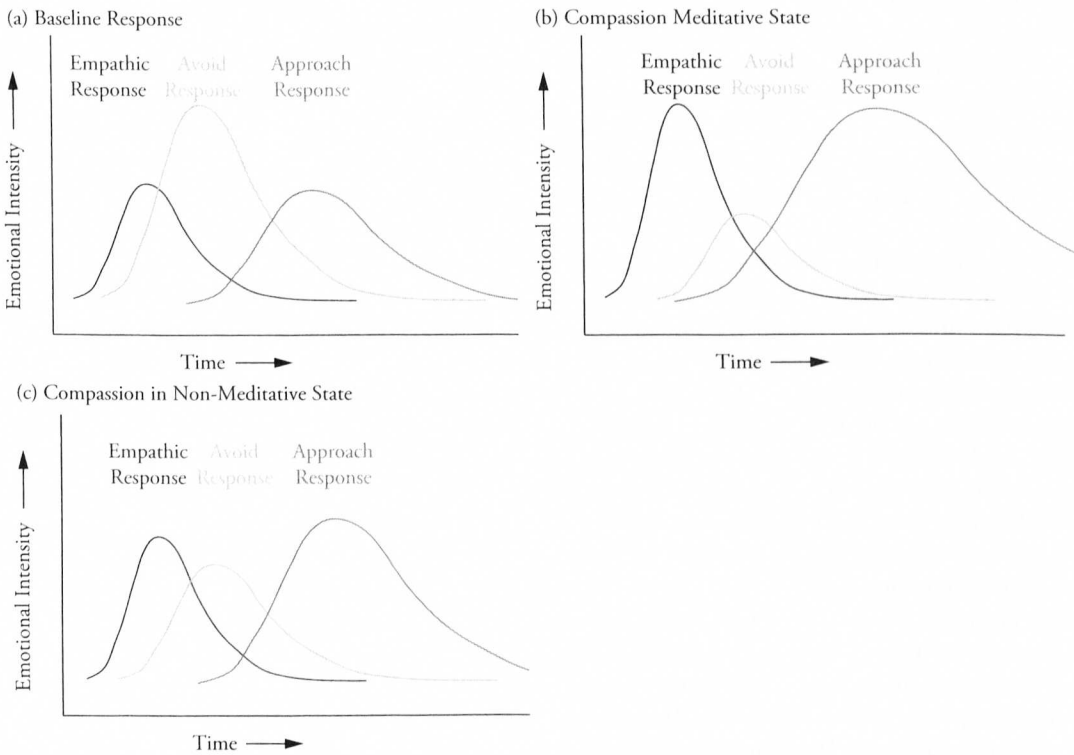 (a) Baseline Response
Empathic Avoid Approach
Response Response Response
Emotional Intensity
Time
(b) Compassion Meditative State
Empathic Avoid Approach
Response Response Response
Emotional Intensity
Time
(c) Compassion in Non-Meditative State
Empathic Avoid Approach
Response Response Response
Emotional Intensity
Time